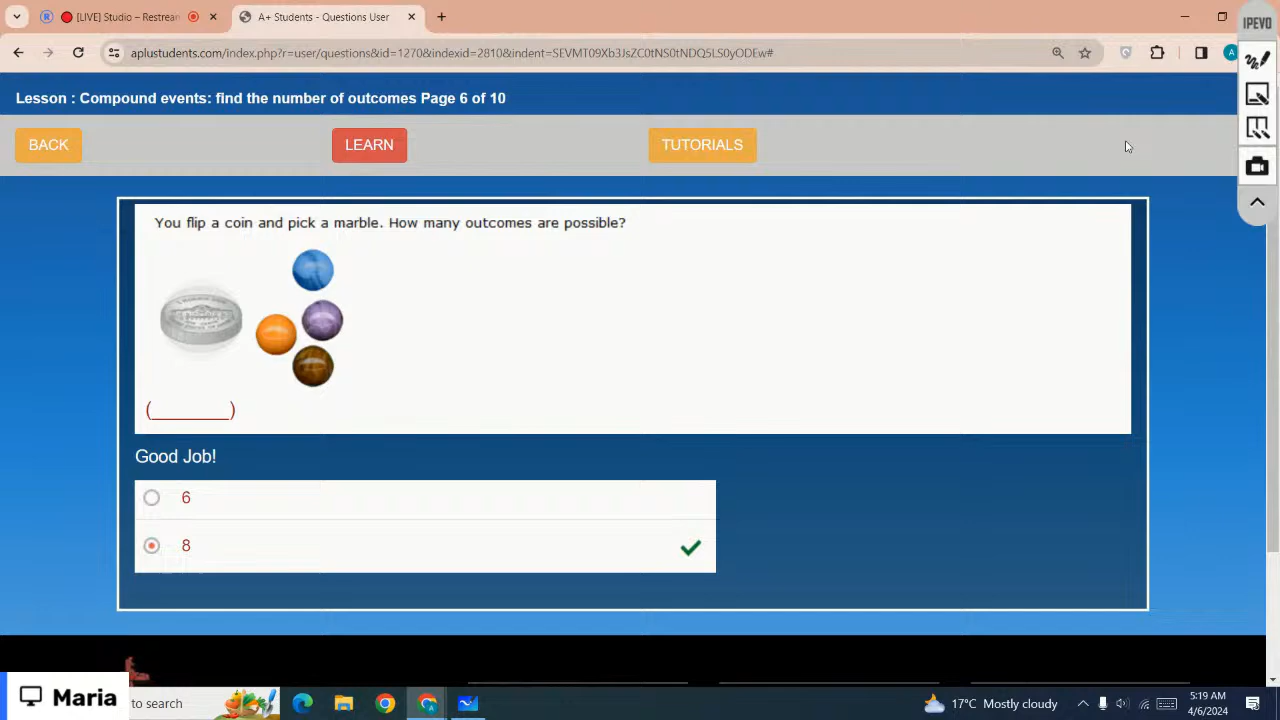 [LIVE] Studio – Restrean
A+ Students - Questions User
IPEVO
aplustudents.com/index.php?r=user/questions&id=1270&indexid=2810&indent=SEVMT09Xb3JsZC0tNS0tNDQ5LS0yODEw#
A
Lesson : Compound events: find the number of outcomes Page 6 of 10
BACK
LEARN
TUTORIALS
You flip a coin and pick a marble. How many outcomes are possible?
(________)
Good Job!
6
8
Maria
to search
17°C Mostly cloudy
5:19 AM
4/6/2024